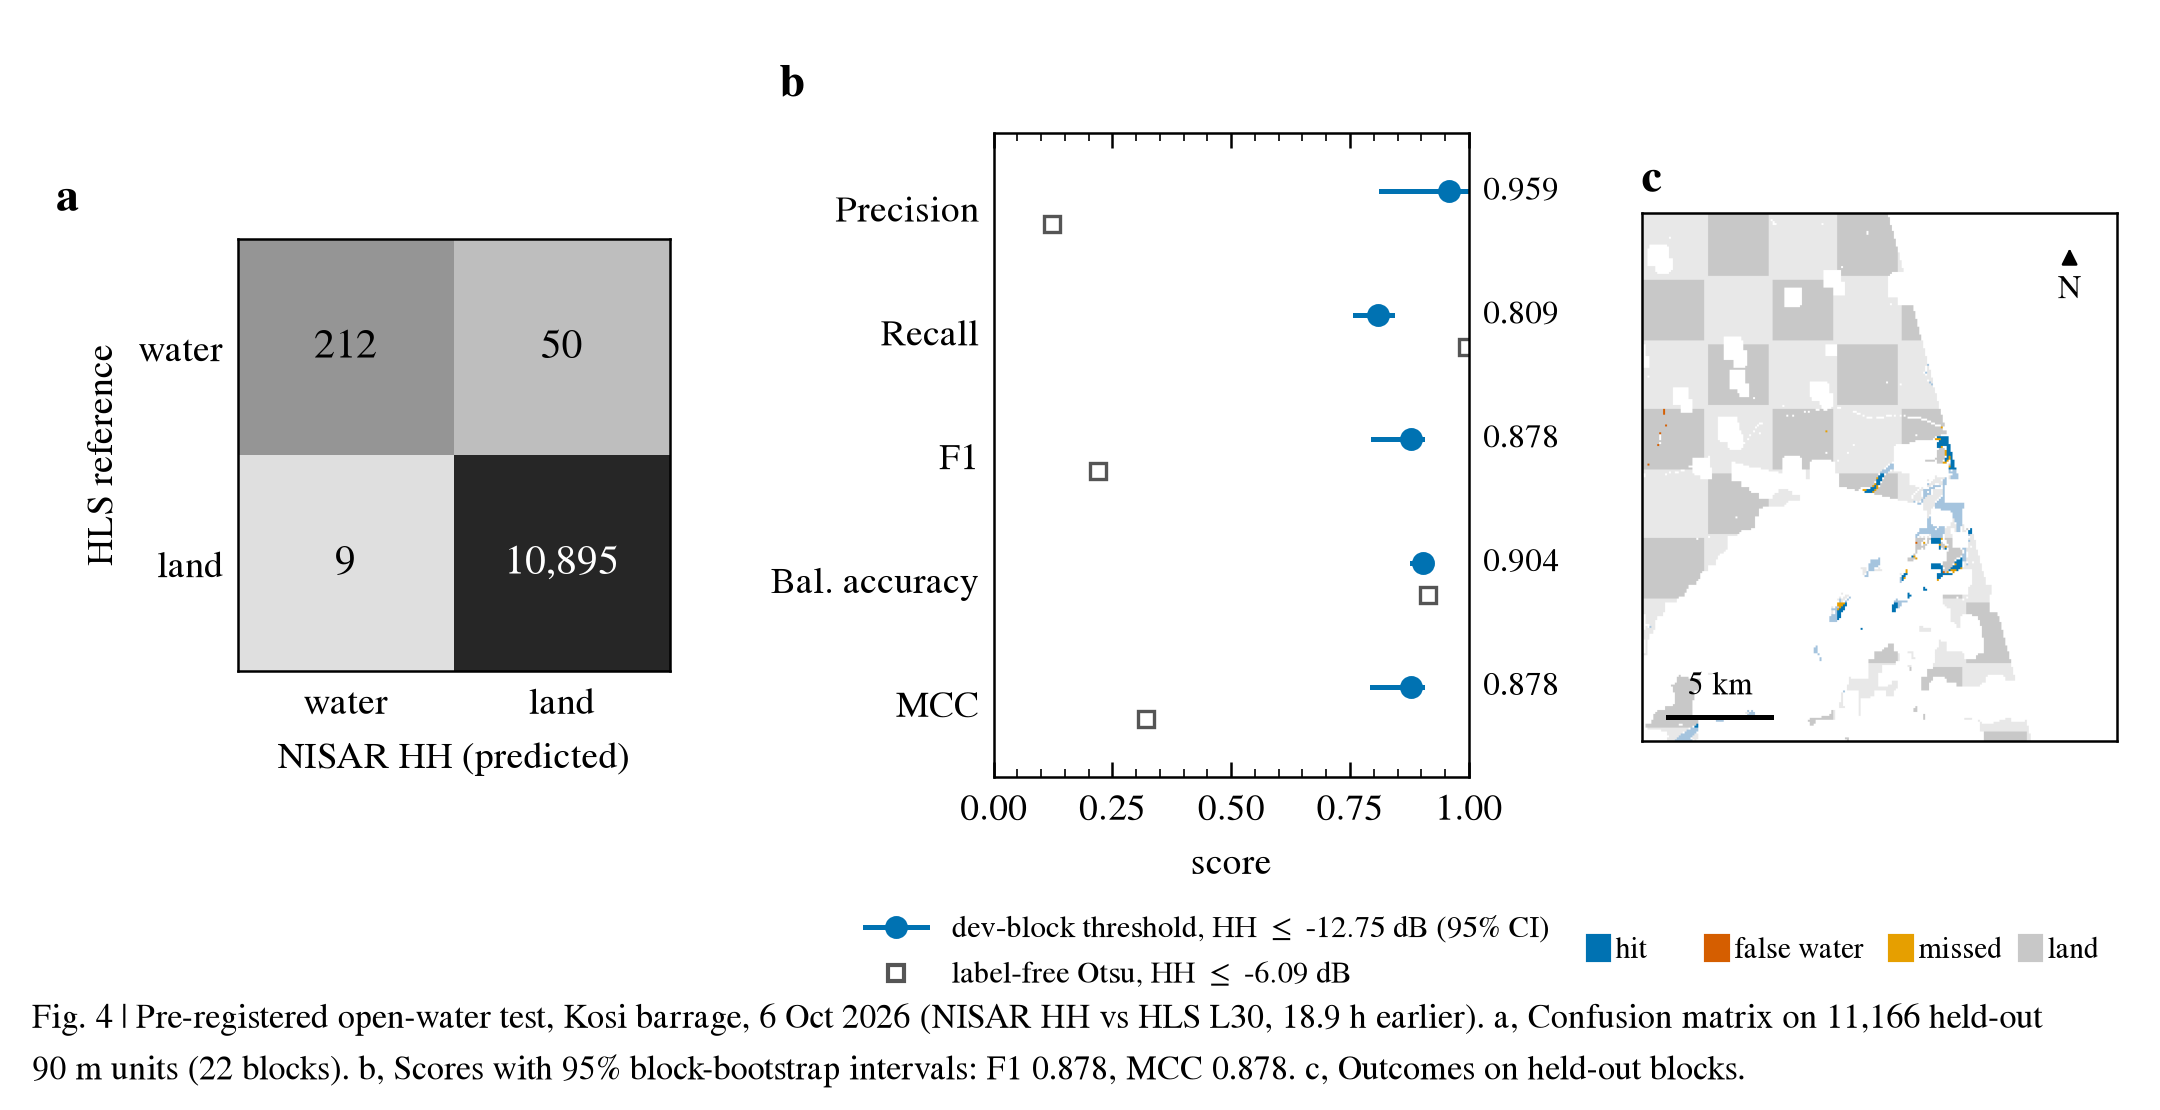 a
HLS reference
water
land
212
50
9
10,895
water
land
NISAR HH (predicted)
b
Precision
Recall
F1
Bal. accuracy
MCC
0.959
0.809
0.878
0.904
0.878
0.00
0.25
0.50
0.75
1.00
score
dev-block threshold, HH ≤ -12.75 dB (95% CI)
label-free Otsu, HH ≤ -6.09 dB
c
N
5 km
hit
false water
missed
land
Fig. 4 | Pre-registered open-water test, Kosi barrage, 6 Oct 2026 (NISAR HH vs HLS L30, 18.9 h earlier). a, Confusion matrix on 11,166 held-out
90 m units (22 blocks). b, Scores with 95% block-bootstrap intervals: F1 0.878, MCC 0.878. c, Outcomes on held-out blocks.